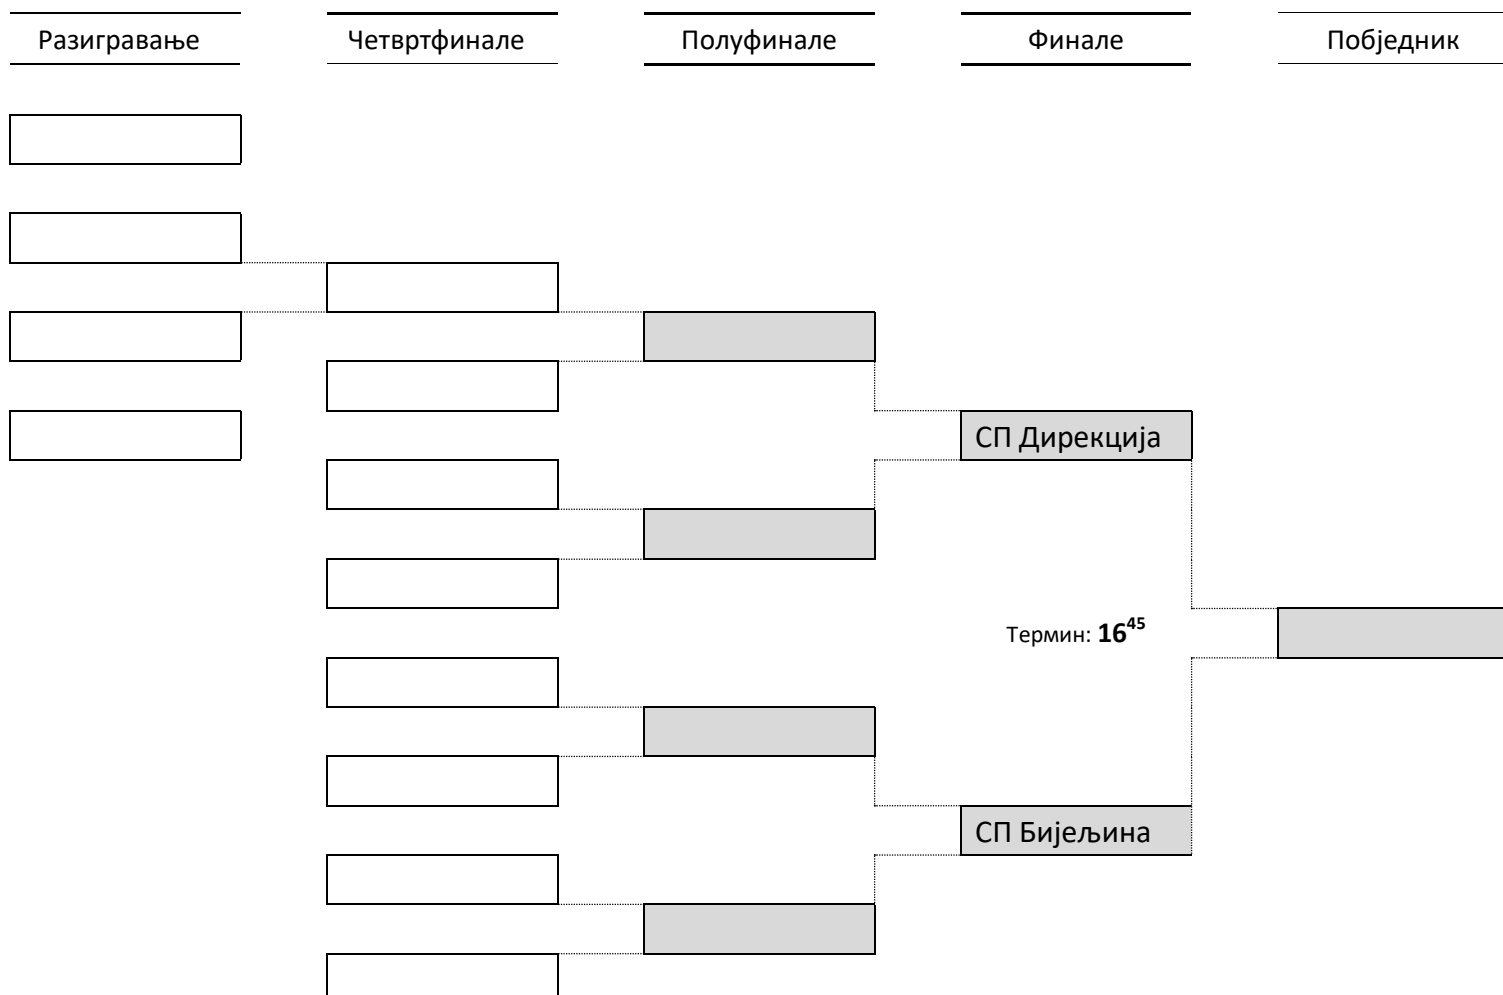 Разигравање
Четвртфинале
Полуфинале
Финале
Побједник
СП Дирекција
Термин: 16⁴⁵
СП Бијељина